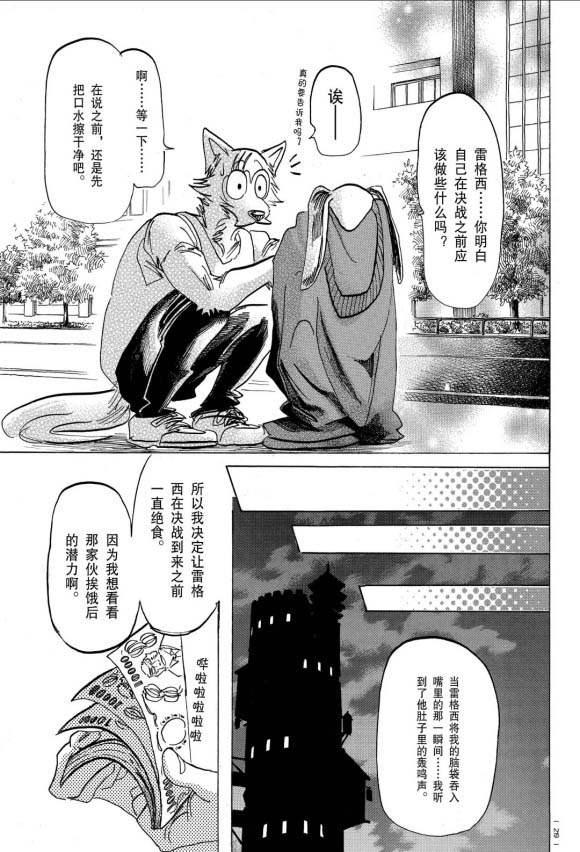 雷格西……你明白
自己在决战之前应
该做些什么吗？
诶——
真的要告诉我吗？
啊……等一下……
在说之前，还是先
把口水擦干净吧。
当雷格西将我的脑袋吞入
嘴里的那一瞬间……我听
到了他肚子里的轰鸣声。
所以我决定让雷格
西在决战到来之前
一直绝食。
因为我想看看
那家伙挨饿后
的潜力啊。
哗啦啦啦啦啦